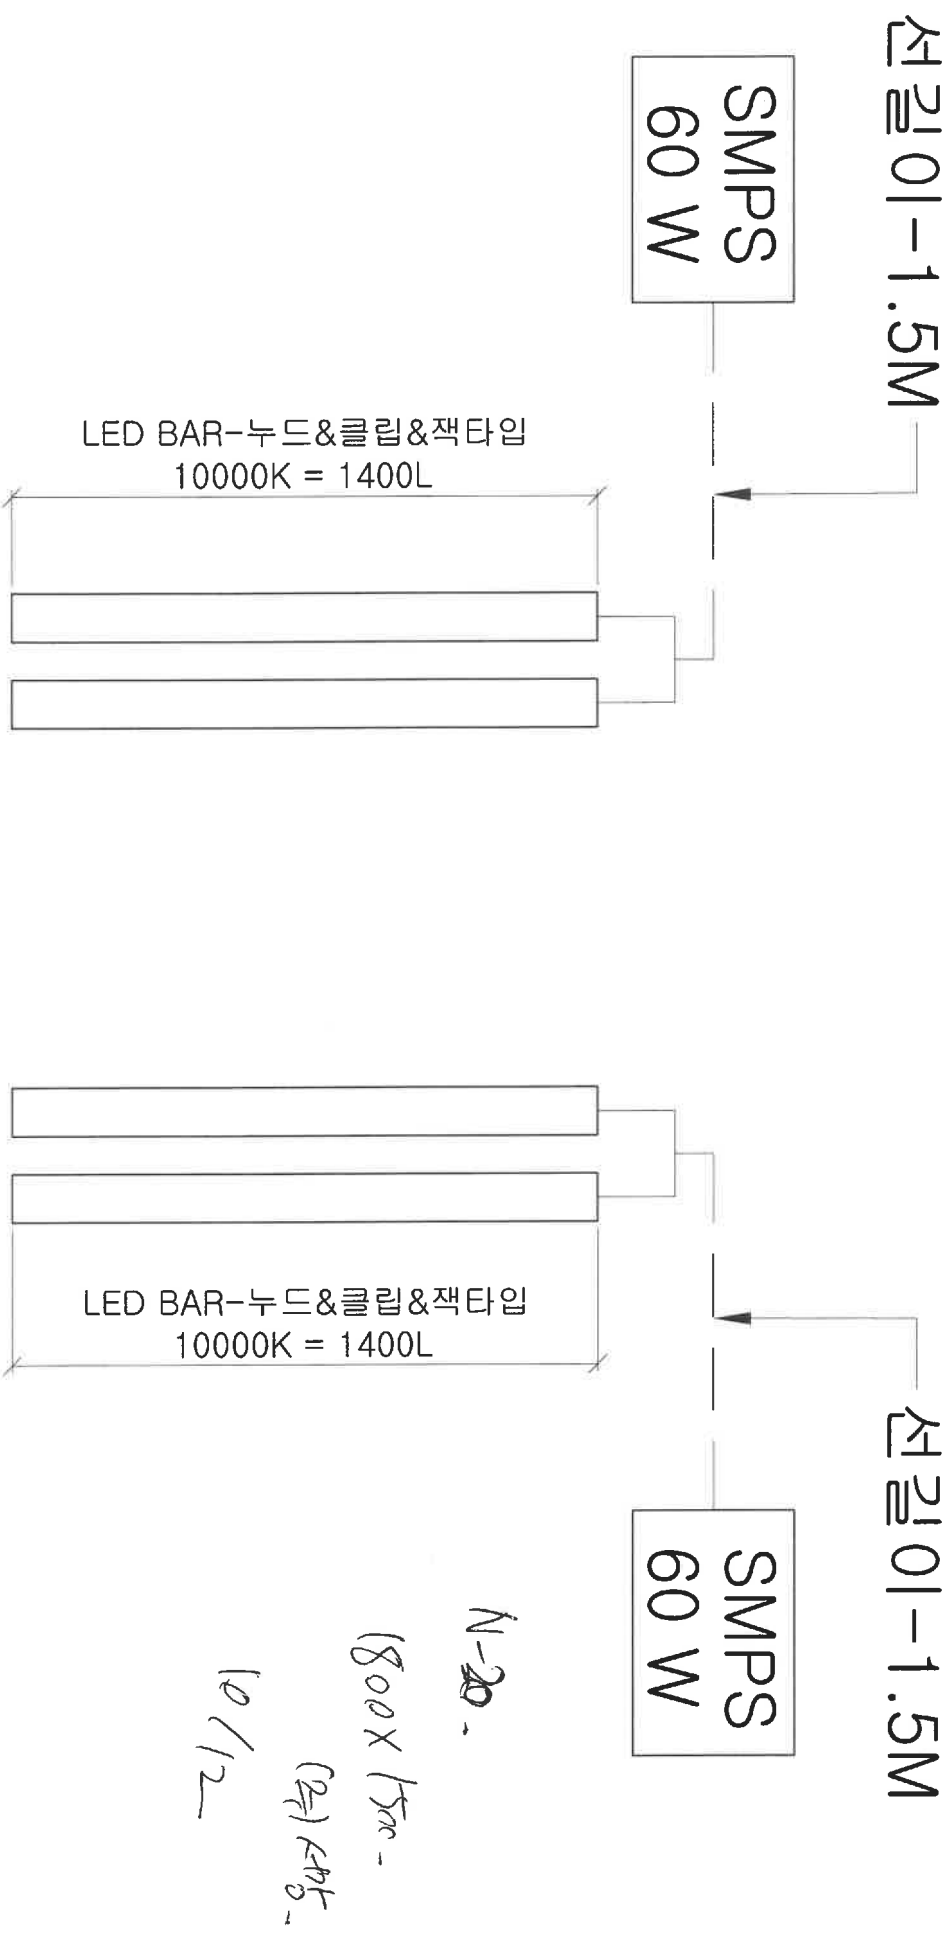 선길이-1.5M
SMPS
60 W
LED BAR-누드&클립&잭타입
10000K = 1400L
LED BAR-누드&클립&잭타입
10000K = 1400L
선길이-1.5M
SMPS
60 W
N-20-
1800X1500-
10/12